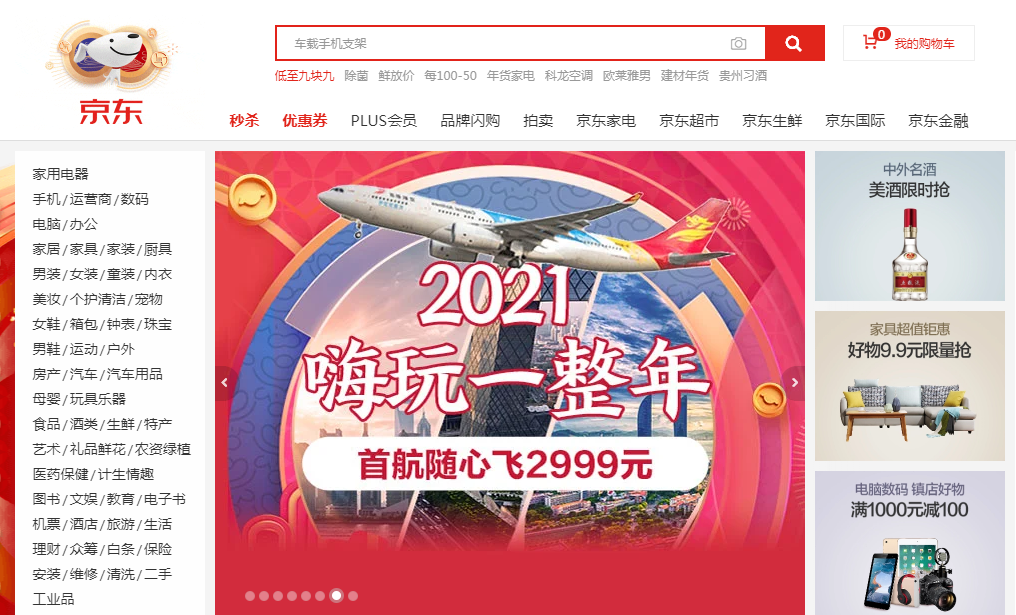 京东
车载手机支架
0
我的购物车
低至九块九 除菌 鲜放价 每100-50 年货家电 科龙空调 欧莱雅男 建材年货 贵州习酒
秒杀 优惠券 PLUS会员 品牌闪购 拍卖 京东家电 京东超市 京东生鲜 京东国际 京东金融
家用电器
手机/运营商/数码
电脑/办公
家居/家具/家装/厨具
男装/女装/童装/内衣
美妆/个护清洁/宠物
女鞋/箱包/钟表/珠宝
男鞋/运动/户外
房产/汽车/汽车用品
母婴/玩具乐器
食品/酒类/生鲜/特产
艺术/礼品鲜花/农资绿植
医药保健/计生情趣
图书/文娱/教育/电子书
机票/酒店/旅游/生活
理财/众筹/白条/保险
安装/维修/清洗/二手
工业品
2021
嗨玩一整年
首航随心飞2999元
中外名酒
美酒限时抢
家具超值钜惠
好物9.9元限量抢
电脑数码 镇店好物
满1000元减100